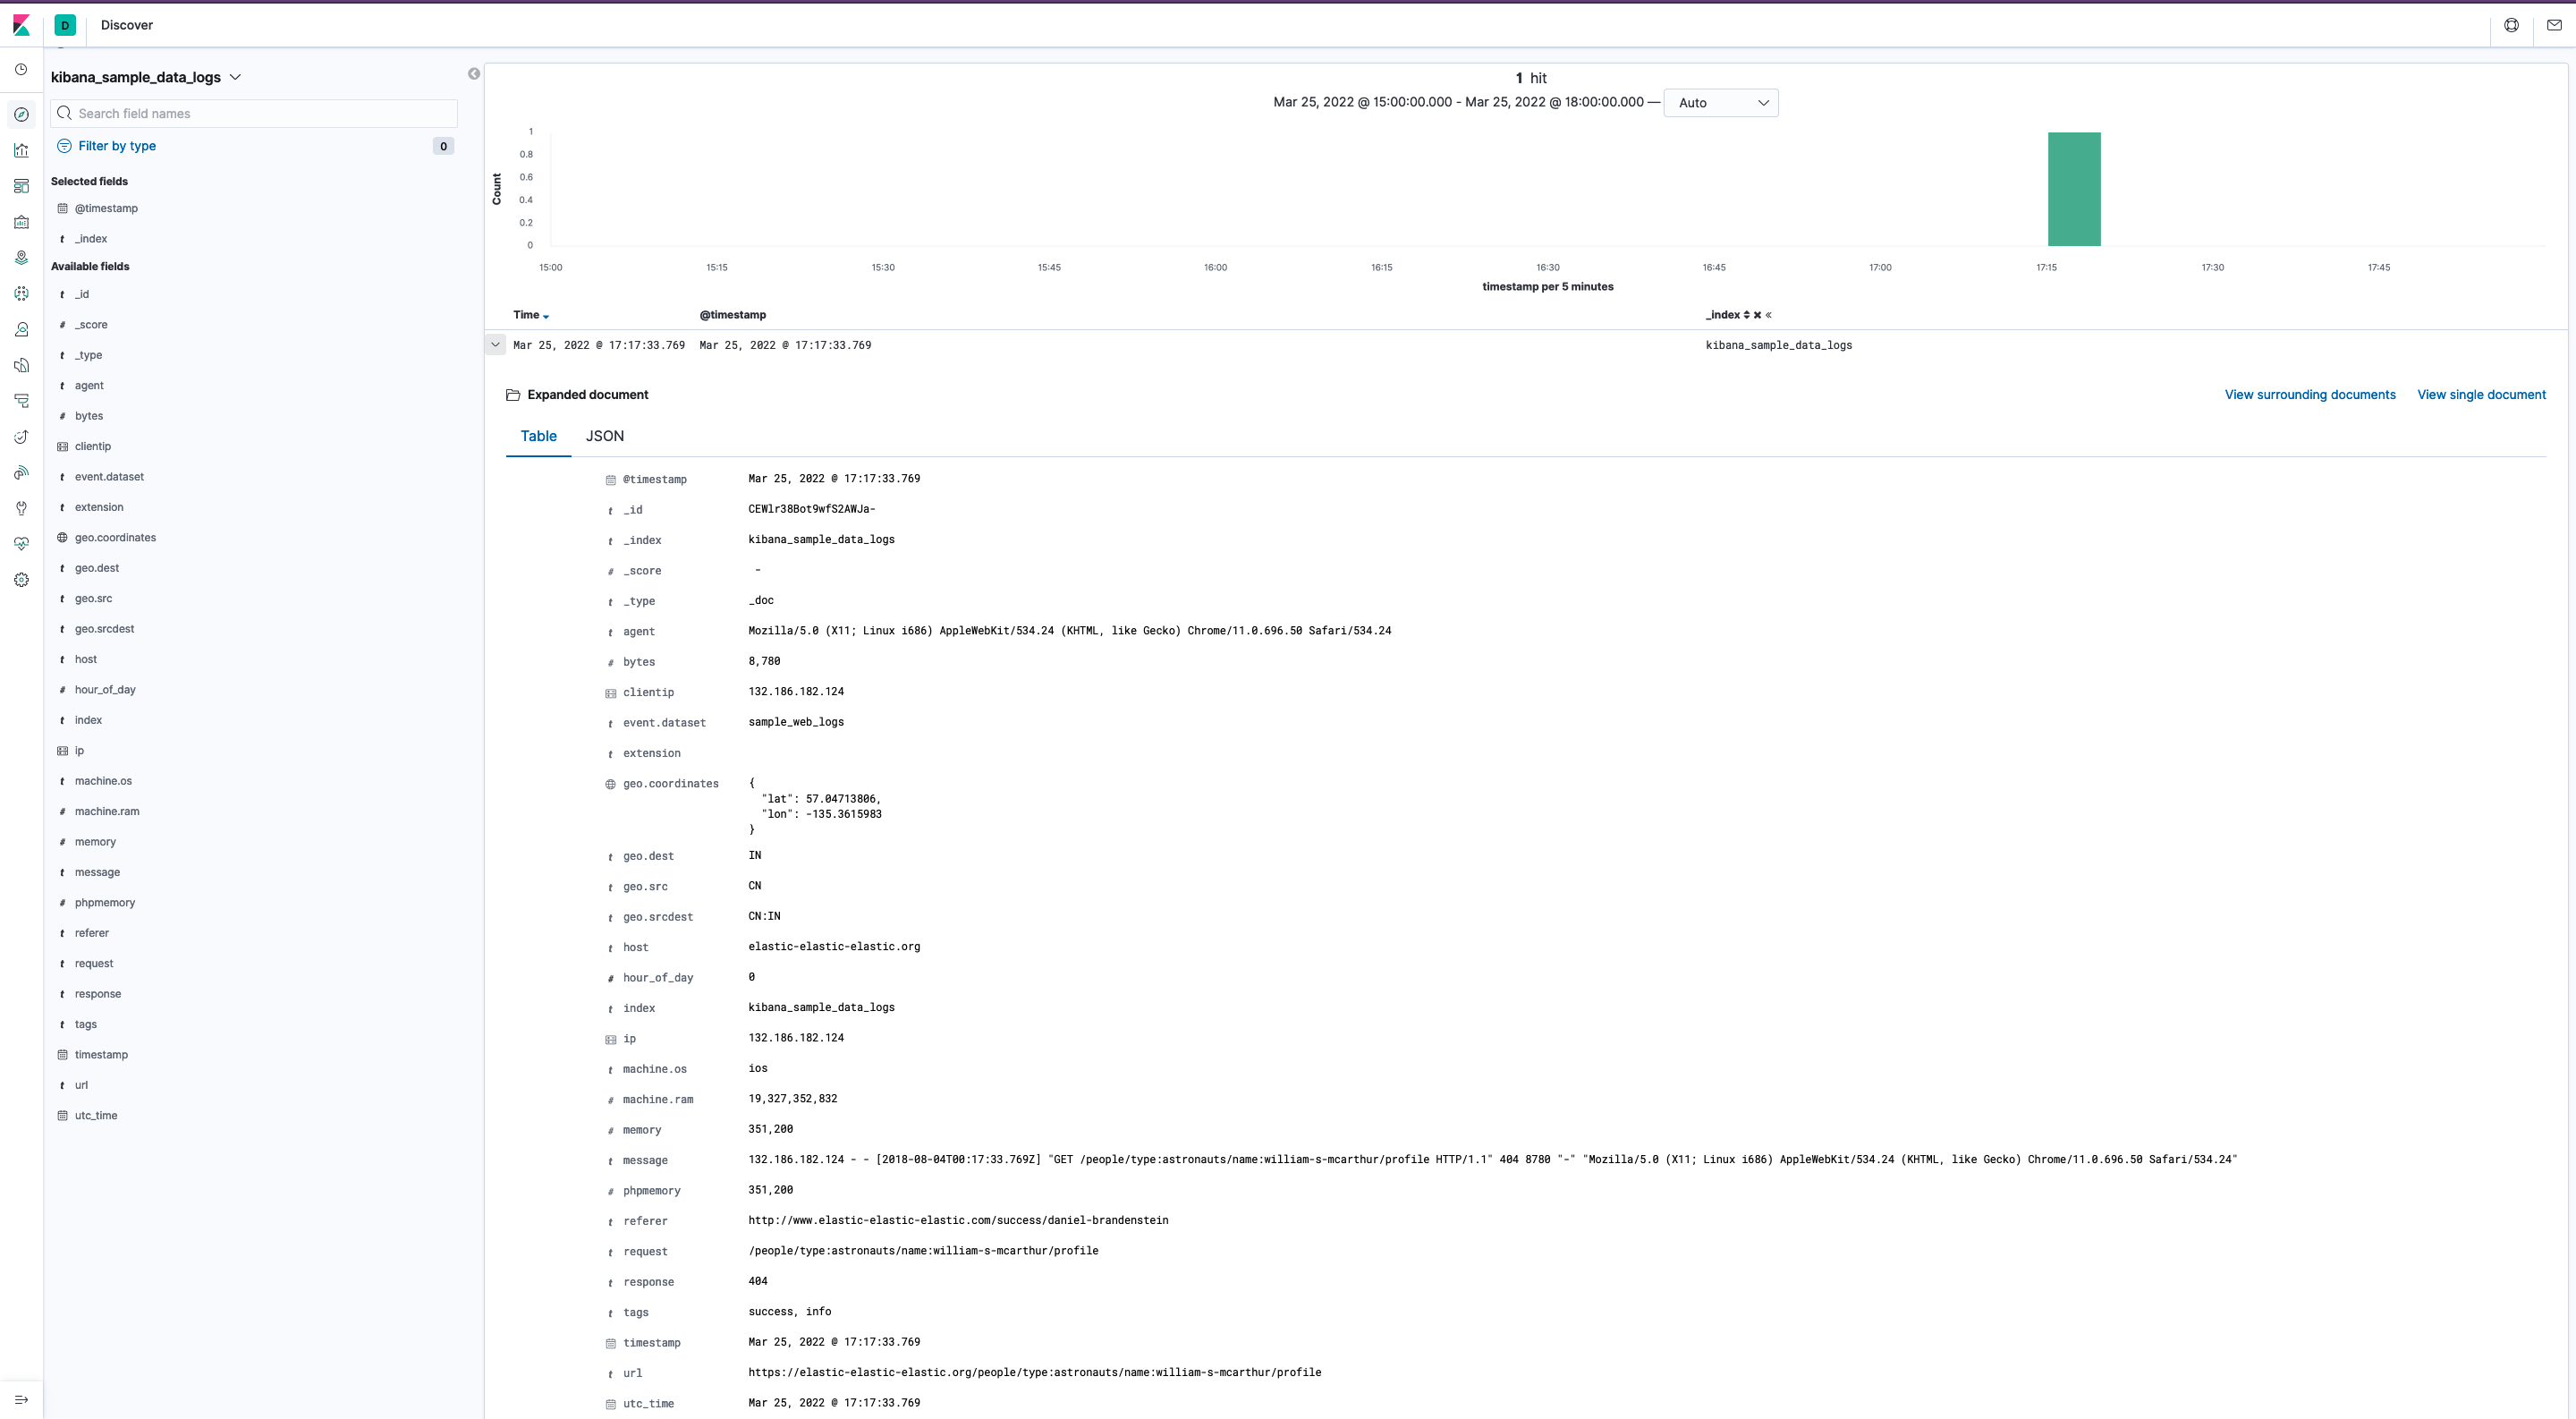 D Discover
kibana_sample_data_logs
Search field names
Filter by type 0
Selected fields
@timestamp
t _index
Available fields
t _id
# _score
t _type
t agent
# bytes
clientip
t event.dataset
t extension
geo.coordinates
t geo.dest
t geo.src
t geo.srcdest
t host
# hour_of_day
t index
ip
t machine.os
# machine.ram
# memory
t message
# phpmemory
t referer
t request
t response
t tags
timestamp
t url
utc_time
1 hit
Mar 25, 2022 @ 15:00:00.000 - Mar 25, 2022 @ 18:00:00.000 — Auto
Count
1
0.8
0.6
0.4
0.2
0
15:00 15:15 15:30 15:45 16:00 16:15 16:30 16:45 17:00 17:15 17:30 17:45
timestamp per 5 minutes
Time @timestamp _index
Mar 25, 2022 @ 17:17:33.769 Mar 25, 2022 @ 17:17:33.769 kibana_sample_data_logs
Expanded document View surrounding documents View single document
Table JSON
@timestamp Mar 25, 2022 @ 17:17:33.769
t _id CEWlr38Bot9wfS2AWJa-
t _index kibana_sample_data_logs
# _score -
t _type _doc
t agent Mozilla/5.0 (X11; Linux i686) AppleWebKit/534.24 (KHTML, like Gecko) Chrome/11.0.696.50 Safari/534.24
# bytes 8,780
clientip 132.186.182.124
t event.dataset sample_web_logs
t extension
geo.coordinates {
"lat": 57.04713806,
"lon": -135.3615983
}
t geo.dest IN
t geo.src CN
t geo.srcdest CN:IN
t host elastic-elastic-elastic.org
# hour_of_day 0
t index kibana_sample_data_logs
ip 132.186.182.124
t machine.os ios
# machine.ram 19,327,352,832
# memory 351,200
t message 132.186.182.124 - - [2018-08-04T00:17:33.769Z] "GET /people/type:astronauts/name:william-s-mcarthur/profile HTTP/1.1" 404 8780 "-" "Mozilla/5.0 (X11; Linux i686) AppleWebKit/534.24 (KHTML, like Gecko) Chrome/11.0.696.50 Safari/534.24"
# phpmemory 351,200
t referer http://www.elastic-elastic-elastic.com/success/daniel-brandenstein
t request /people/type:astronauts/name:william-s-mcarthur/profile
t response 404
t tags success, info
timestamp Mar 25, 2022 @ 17:17:33.769
t url https://elastic-elastic-elastic.org/people/type:astronauts/name:william-s-mcarthur/profile
utc_time Mar 25, 2022 @ 17:17:33.769